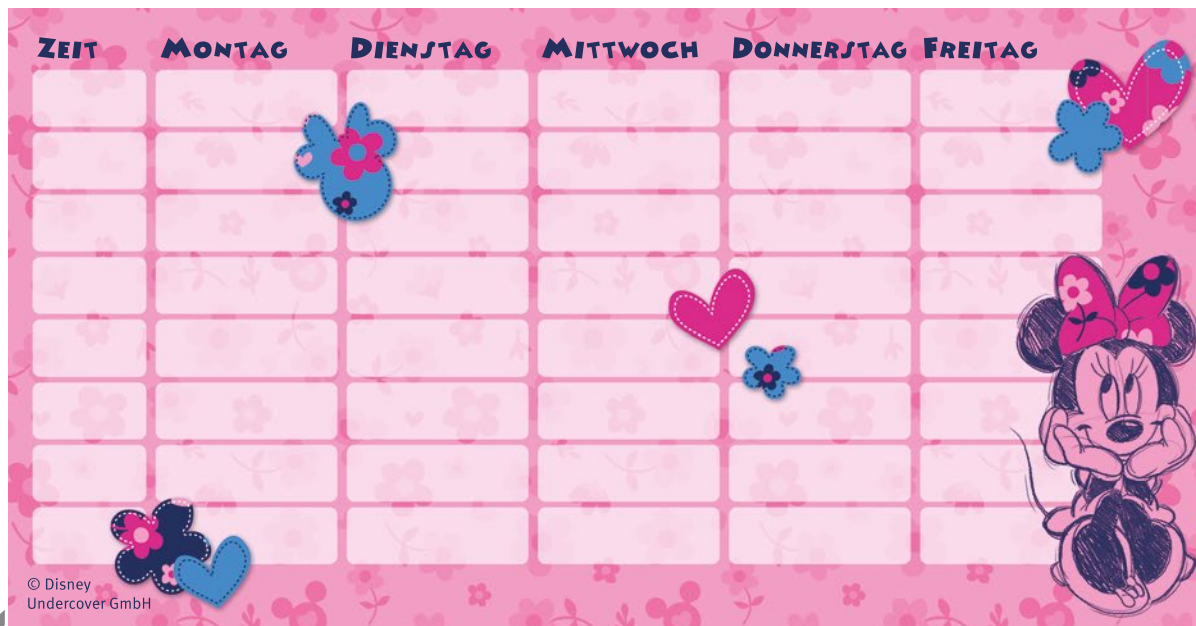 ZEIT MONTAG DIENSTAG MITTWOCH DONNERSTAG FREITAG
© Disney
Undercover GmbH